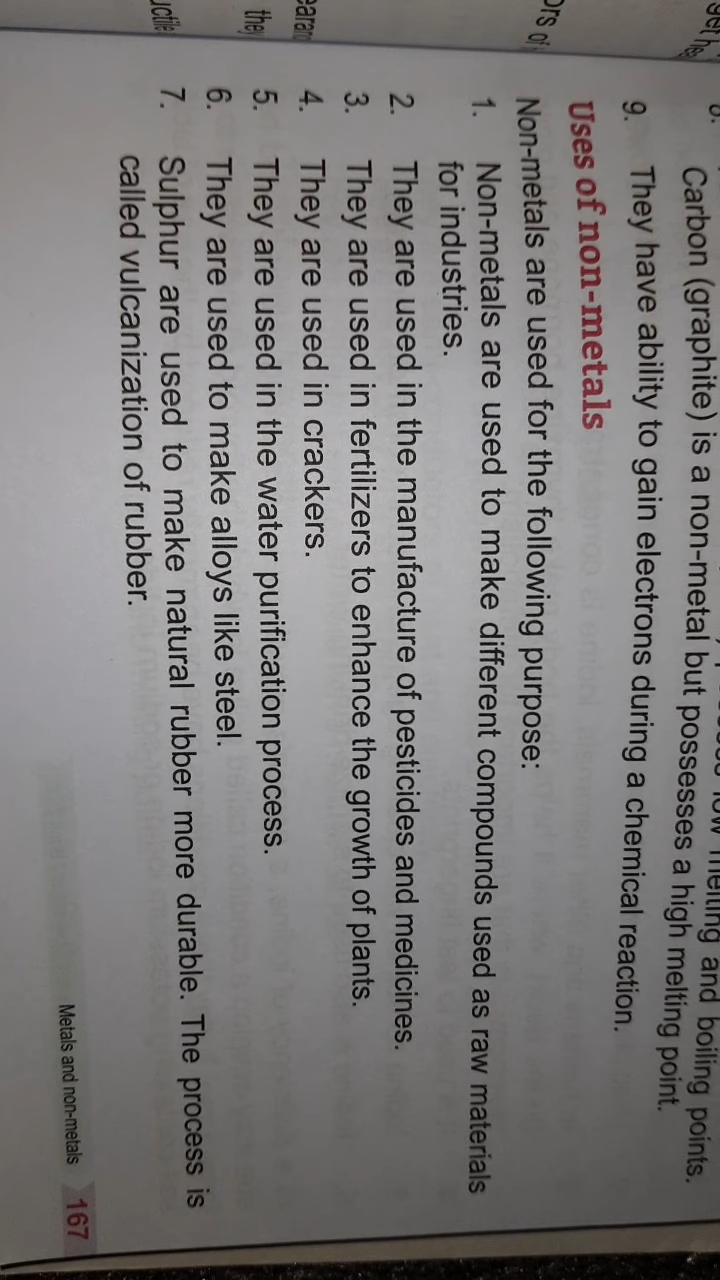 8.
low melting and boiling points.
Carbon (graphite) is a non-metal but possesses a high melting point.
9. They have ability to gain electrons during a chemical reaction.
Uses of non-metals
Non-metals are used for the following purpose:
1. Non-metals are used to make different compounds used as raw materials
for industries.
2. They are used in the manufacture of pesticides and medicines.
3. They are used in fertilizers to enhance the growth of plants.
4. They are used in crackers.
5. They are used in the water purification process.
6. They are used to make alloys like steel.
7. Sulphur are used to make natural rubber more durable. The process is
called vulcanization of rubber.
Metals and non-metals 167